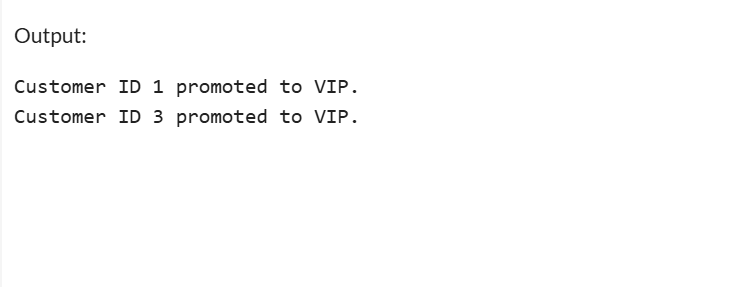 Output:
Customer ID 1 promoted to VIP.
Customer ID 3 promoted to VIP.